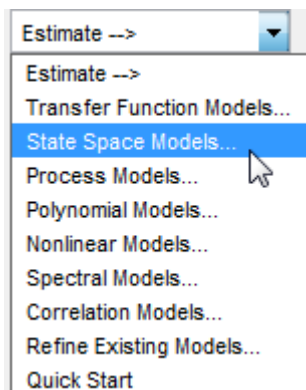 Estimate -->
Estimate -->
Transfer Function Models...
State Space Models...
Process Models...
Polynomial Models...
Nonlinear Models...
Spectral Models...
Correlation Models...
Refine Existing Models...
Quick Start